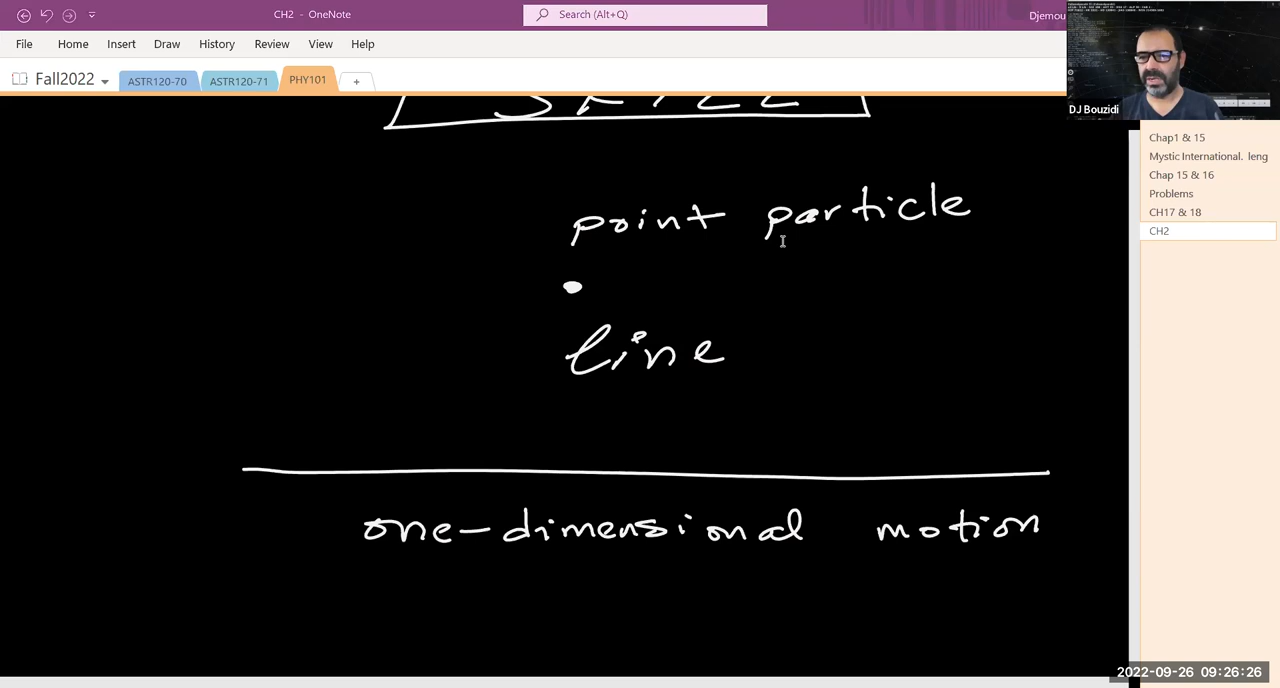 CH2 - OneNote
Search (Alt+Q)
Djemou
File Home Insert Draw History Review View Help
Fall2022 ASTR120-70 ASTR120-71 PHY101 +
DJ Bouzidi
Chap1 & 15
Mystic International. leng
Chap 15 & 16
Problems
CH17 & 18
CH2
point particle
line
one-dimensional motion
2022-09-26 09:26:26